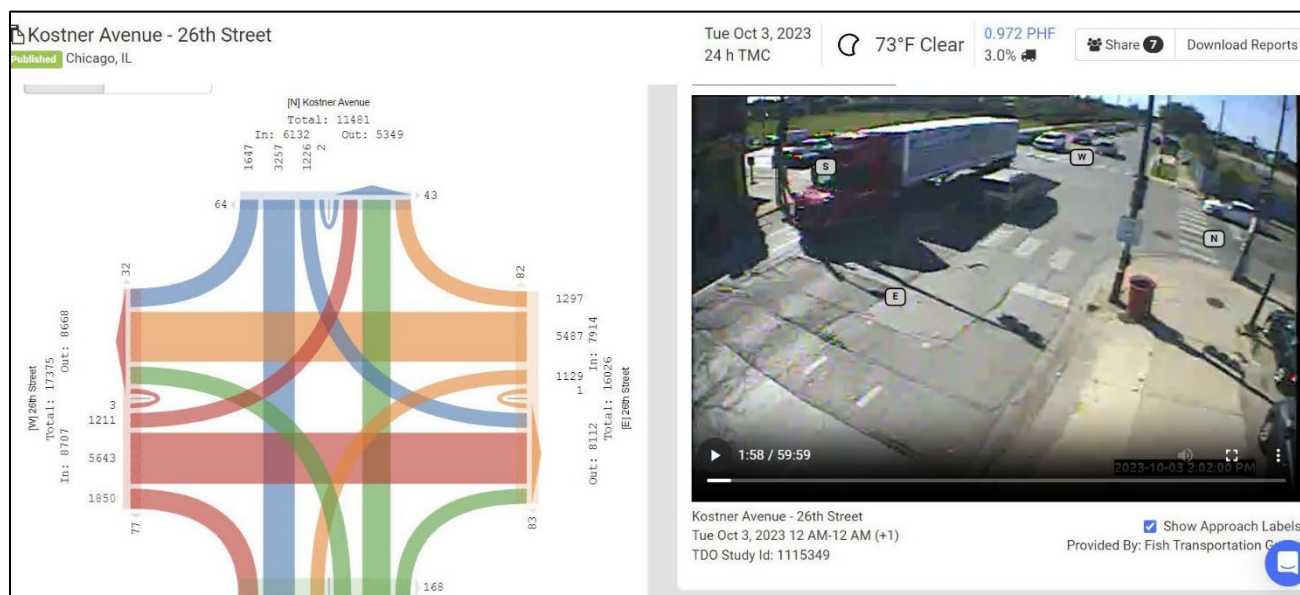 Kostner Avenue - 26th Street
Published Chicago, IL
Tue Oct 3, 2023
24 h TMC
73°F Clear
0.972 PHF
3.0%
Share 7
Download Reports
[N] Kostner Avenue
Total: 11481
In: 6132 Out: 5349
1647
3257
1226
2
64
43
32
82
[W] 26th Street
Total: 17375
Out: 8668
In: 8707
3
1211
5643
1850
77
1297
5487
1129
1
In: 7914
Out: 8112
Total: 16026
[E] 26th Street
83
168
S
W
N
E
1:58 / 59:59
2023-10-03 2:02:00 PM
Kostner Avenue - 26th Street
Tue Oct 3, 2023 12 AM-12 AM (+1)
TDO Study Id: 1115349
Show Approach Labels
Provided By: Fish Transportation